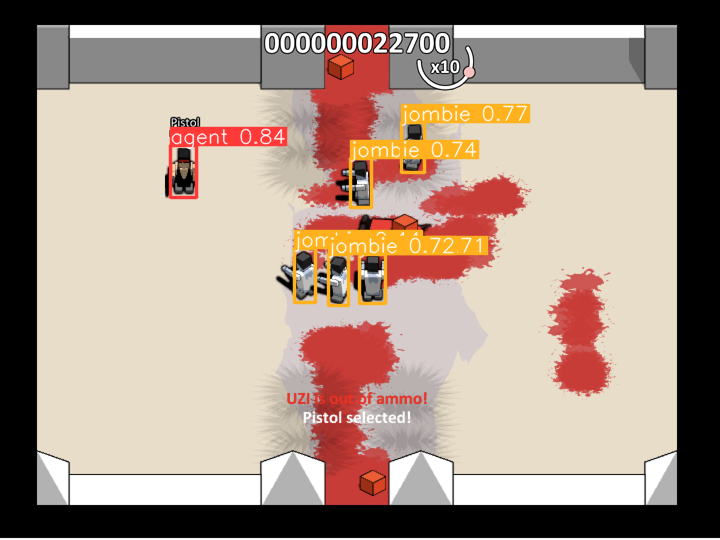 000000022700
x10
jombie 0.77
Pistol
agent 0.84
jombie 0.74
jombie 0.72
71
UZI is out of ammo!
Pistol selected!